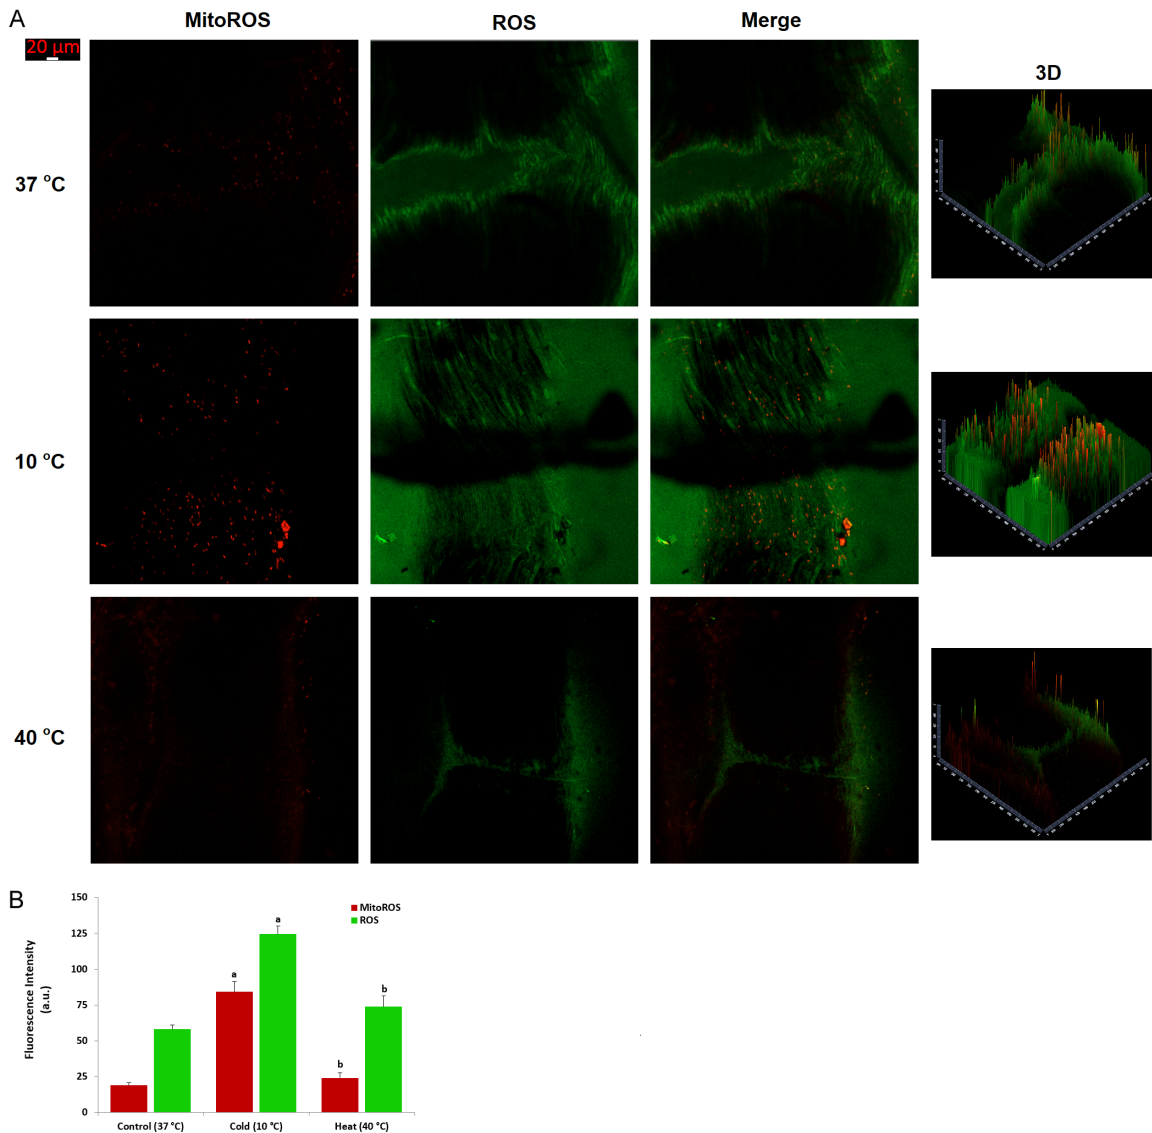 A
MitoROS
ROS
Merge
20 µm
3D
37 °C
10 °C
40 °C
B
150
125
100
75
50
25
0
Fluorescence Intensity
(a.u.)
MitoROS
ROS
a
a
b
b
Control (37 °C)
Cold (10 °C)
Heat (40 °C)